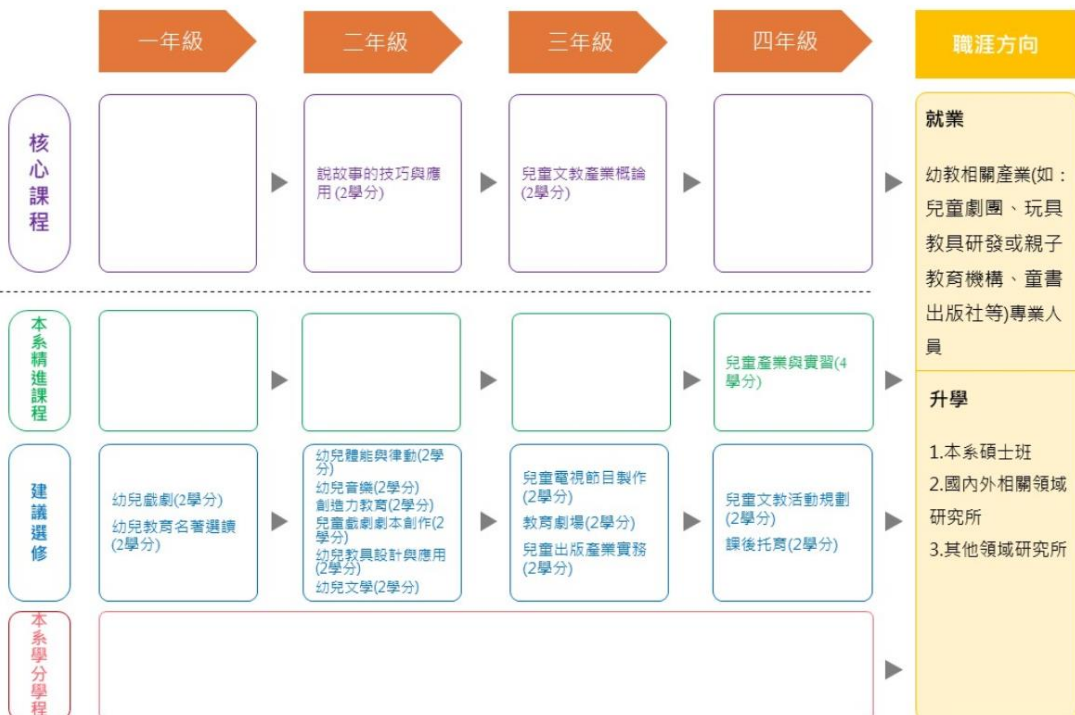 一年級
二年級
三年級
四年級
職涯方向
核心課程
說故事的技巧與應
用 (2學分)
兒童文教產業概論
(2學分)
本系精進課程
兒童產業與實習(4
學分)
建議選修
幼兒戲劇(2學分)
幼兒教育名著選讀
(2學分)
幼兒體能與律動(2學
分)
幼兒音樂(2學分)
創造力教育(2學分)
兒童戲劇劇本創作(2
學分)
幼兒教具設計與應用
(2學分)
幼兒文學(2學分)
兒童電視節目製作
(2學分)
教育劇場(2學分)
兒童出版產業實務
(2學分)
兒童文教活動規劃
(2學分)
課後托育(2學分)
本系學分學程
就業
幼教相關產業(如：
兒童劇團、玩具
教具研發或親子
教育機構、童書
出版社等)專業人
員
升學
1.本系碩士班
2.國內外相關領域
研究所
3.其他領域研究所